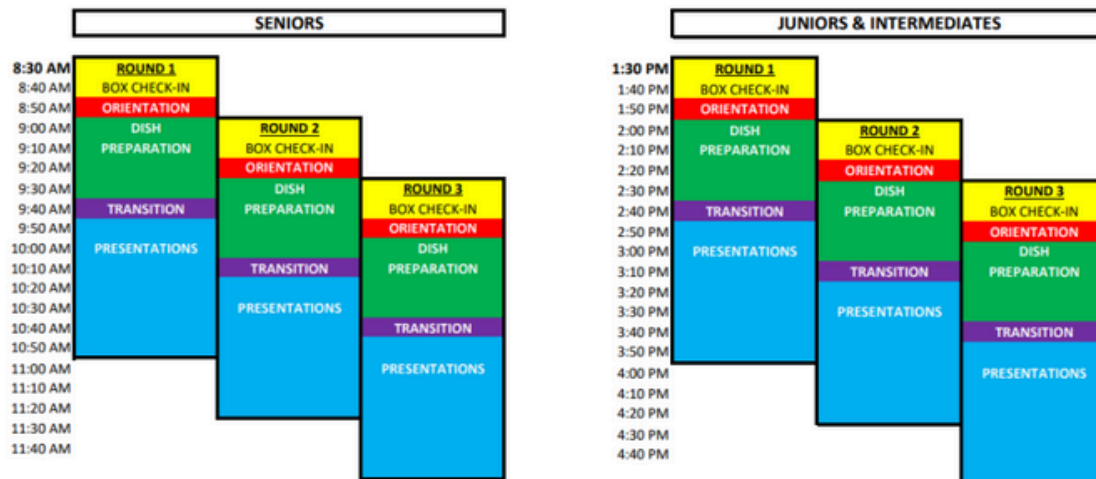 SENIORS
8:30 AM ROUND 1
8:40 AM BOX CHECK-IN
8:50 AM ORIENTATION
9:00 AM DISH ROUND 2
9:10 AM PREPARATION BOX CHECK-IN
9:20 AM ORIENTATION
9:30 AM DISH ROUND 3
9:40 AM TRANSITION PREPARATION BOX CHECK-IN
9:50 AM ORIENTATION
10:00 AM PRESENTATIONS DISH
10:10 AM TRANSITION PREPARATION
10:20 AM
10:30 AM PRESENTATIONS
10:40 AM TRANSITION
10:50 AM
11:00 AM PRESENTATIONS
11:10 AM
11:20 AM
11:30 AM
11:40 AM
JUNIORS & INTERMEDIATES
1:30 PM ROUND 1
1:40 PM BOX CHECK-IN
1:50 PM ORIENTATION
2:00 PM DISH ROUND 2
2:10 PM PREPARATION BOX CHECK-IN
2:20 PM ORIENTATION
2:30 PM DISH ROUND 3
2:40 PM TRANSITION PREPARATION BOX CHECK-IN
2:50 PM ORIENTATION
3:00 PM PRESENTATIONS DISH
3:10 PM TRANSITION PREPARATION
3:20 PM
3:30 PM PRESENTATIONS
3:40 PM TRANSITION
3:50 PM
4:00 PM PRESENTATIONS
4:10 PM
4:20 PM
4:30 PM
4:40 PM